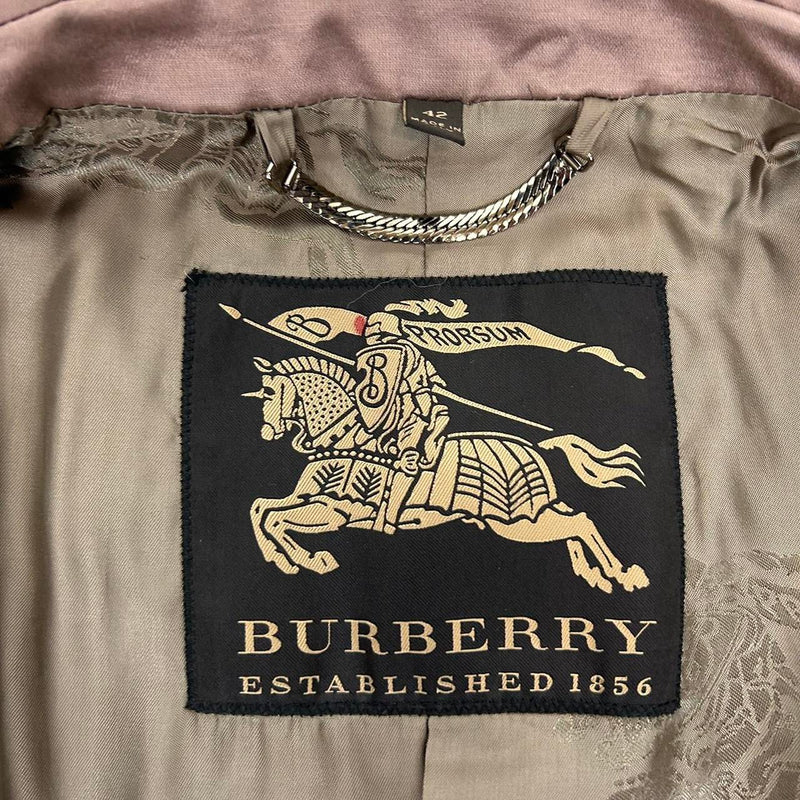 42
MADE IN
B PRORSUM
B
BURBERRY
ESTABLISHED 1856